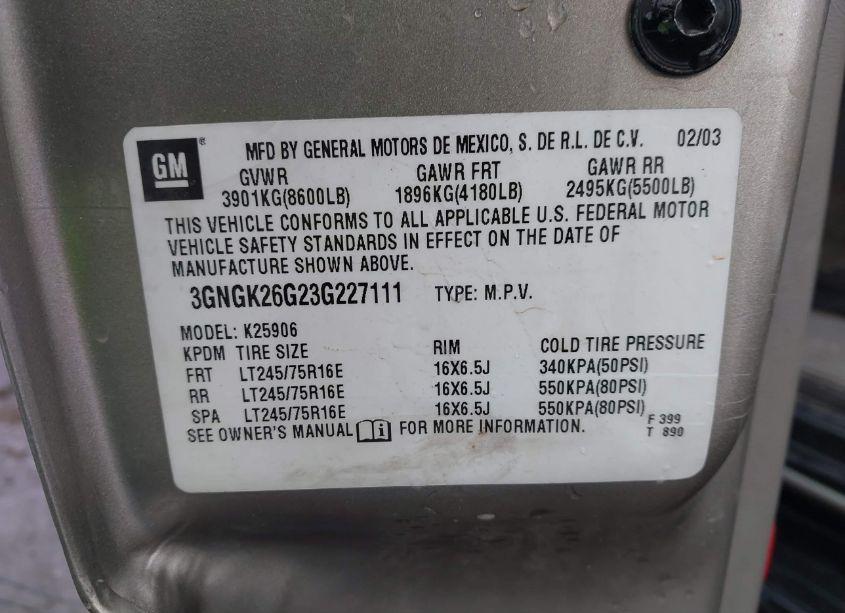 GM ® MFD BY GENERAL MOTORS DE MEXICO, S. DE R.L. DE C.V. 02/03
GVWR GAWR FRT GAWR RR
3901KG(8600LB) 1896KG(4180LB) 2495KG(5500LB)
THIS VEHICLE CONFORMS TO ALL APPLICABLE U.S. FEDERAL MOTOR
VEHICLE SAFETY STANDARDS IN EFFECT ON THE DATE OF
MANUFACTURE SHOWN ABOVE.
3GNGK26G23G227111 TYPE: M.P.V.
MODEL: K25906
KPDM TIRE SIZE RIM COLD TIRE PRESSURE
FRT LT245/75R16E 16X6.5J 340KPA(50PSI)
RR LT245/75R16E 16X6.5J 550KPA(80PSI)
SPA LT245/75R16E 16X6.5J 550KPA(80PSI)
SEE OWNER'S MANUAL FOR MORE INFORMATION.
F 399
T 890